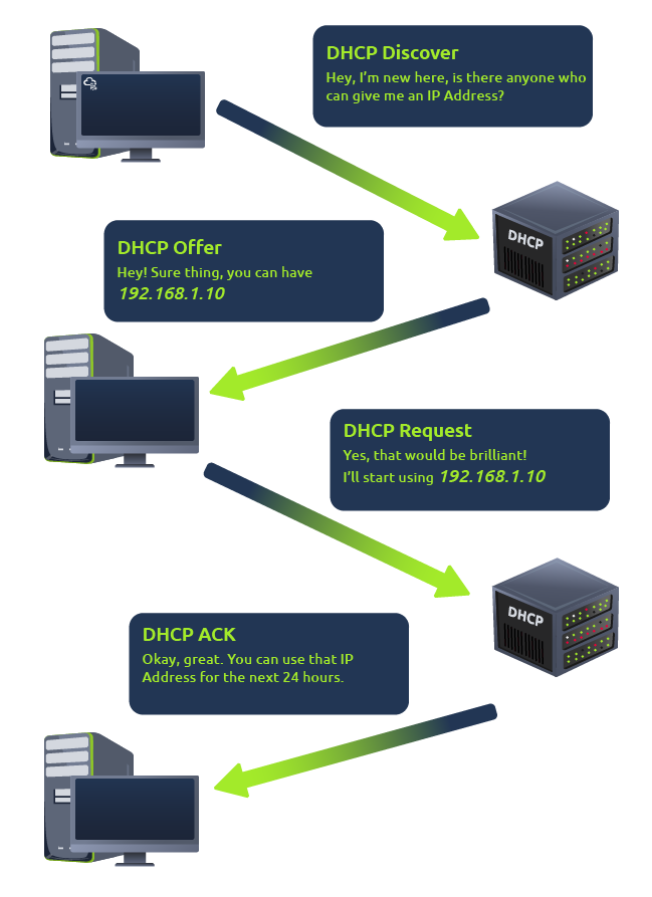 DHCP Discover
Hey, I'm new here, is there anyone who
can give me an IP Address?
DHCP
DHCP Offer
Hey! Sure thing, you can have
192.168.1.10
DHCP Request
Yes, that would be brilliant!
I'll start using 192.168.1.10
DHCP
DHCP ACK
Okay, great. You can use that IP
Address for the next 24 hours.